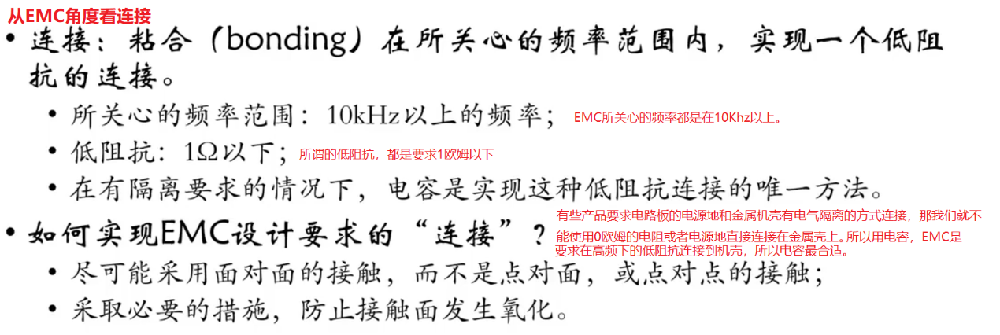 从EMC角度看连接
• 连接：粘合（bonding）在所关心的频率范围内，实现一个低阻
抗的连接。
• 所关心的频率范围：10kHz以上的频率； EMC所关心的频率都是在10Khz以上。
• 低阻抗：1Ω以下； 所谓的低阻抗，都是要求1欧姆以下
• 在有隔离要求的情况下，电容是实现这种低阻抗连接的唯一方法。
有些产品要求电路板的电源地和金属机壳有电气隔离的方式连接，那我们就不
• 如何实现EMC设计要求的“连接”？ 能使用0欧姆的电阻或者电源地直接连接在金属壳上。所以用电容，EMC是
要求在高频下的低阻抗连接到机壳，所以电容最合适。
• 尽可能采用面对面的接触，而不是点对面，或点对点的接触；
• 采取必要的措施，防止接触面发生氧化。